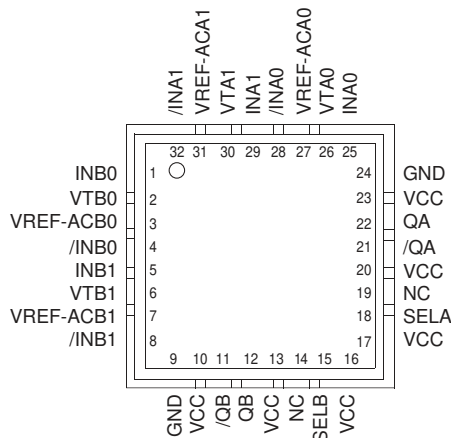 /INA1
VREF-ACA1
VTA1
INA1
/INA0
VREF-ACA0
VTA0
INA0
32 31 30 29 28 27 26 25
INB0 1 24 GND
VTB0 2 23 VCC
VREF-ACB0 3 22 QA
/INB0 4 21 /QA
INB1 5 20 VCC
VTB1 6 19 NC
VREF-ACB1 7 18 SELA
/INB1 8 17 VCC
9 10 11 12 13 14 15 16
GND
VCC
/QB
QB
VCC
NC
SELB
VCC